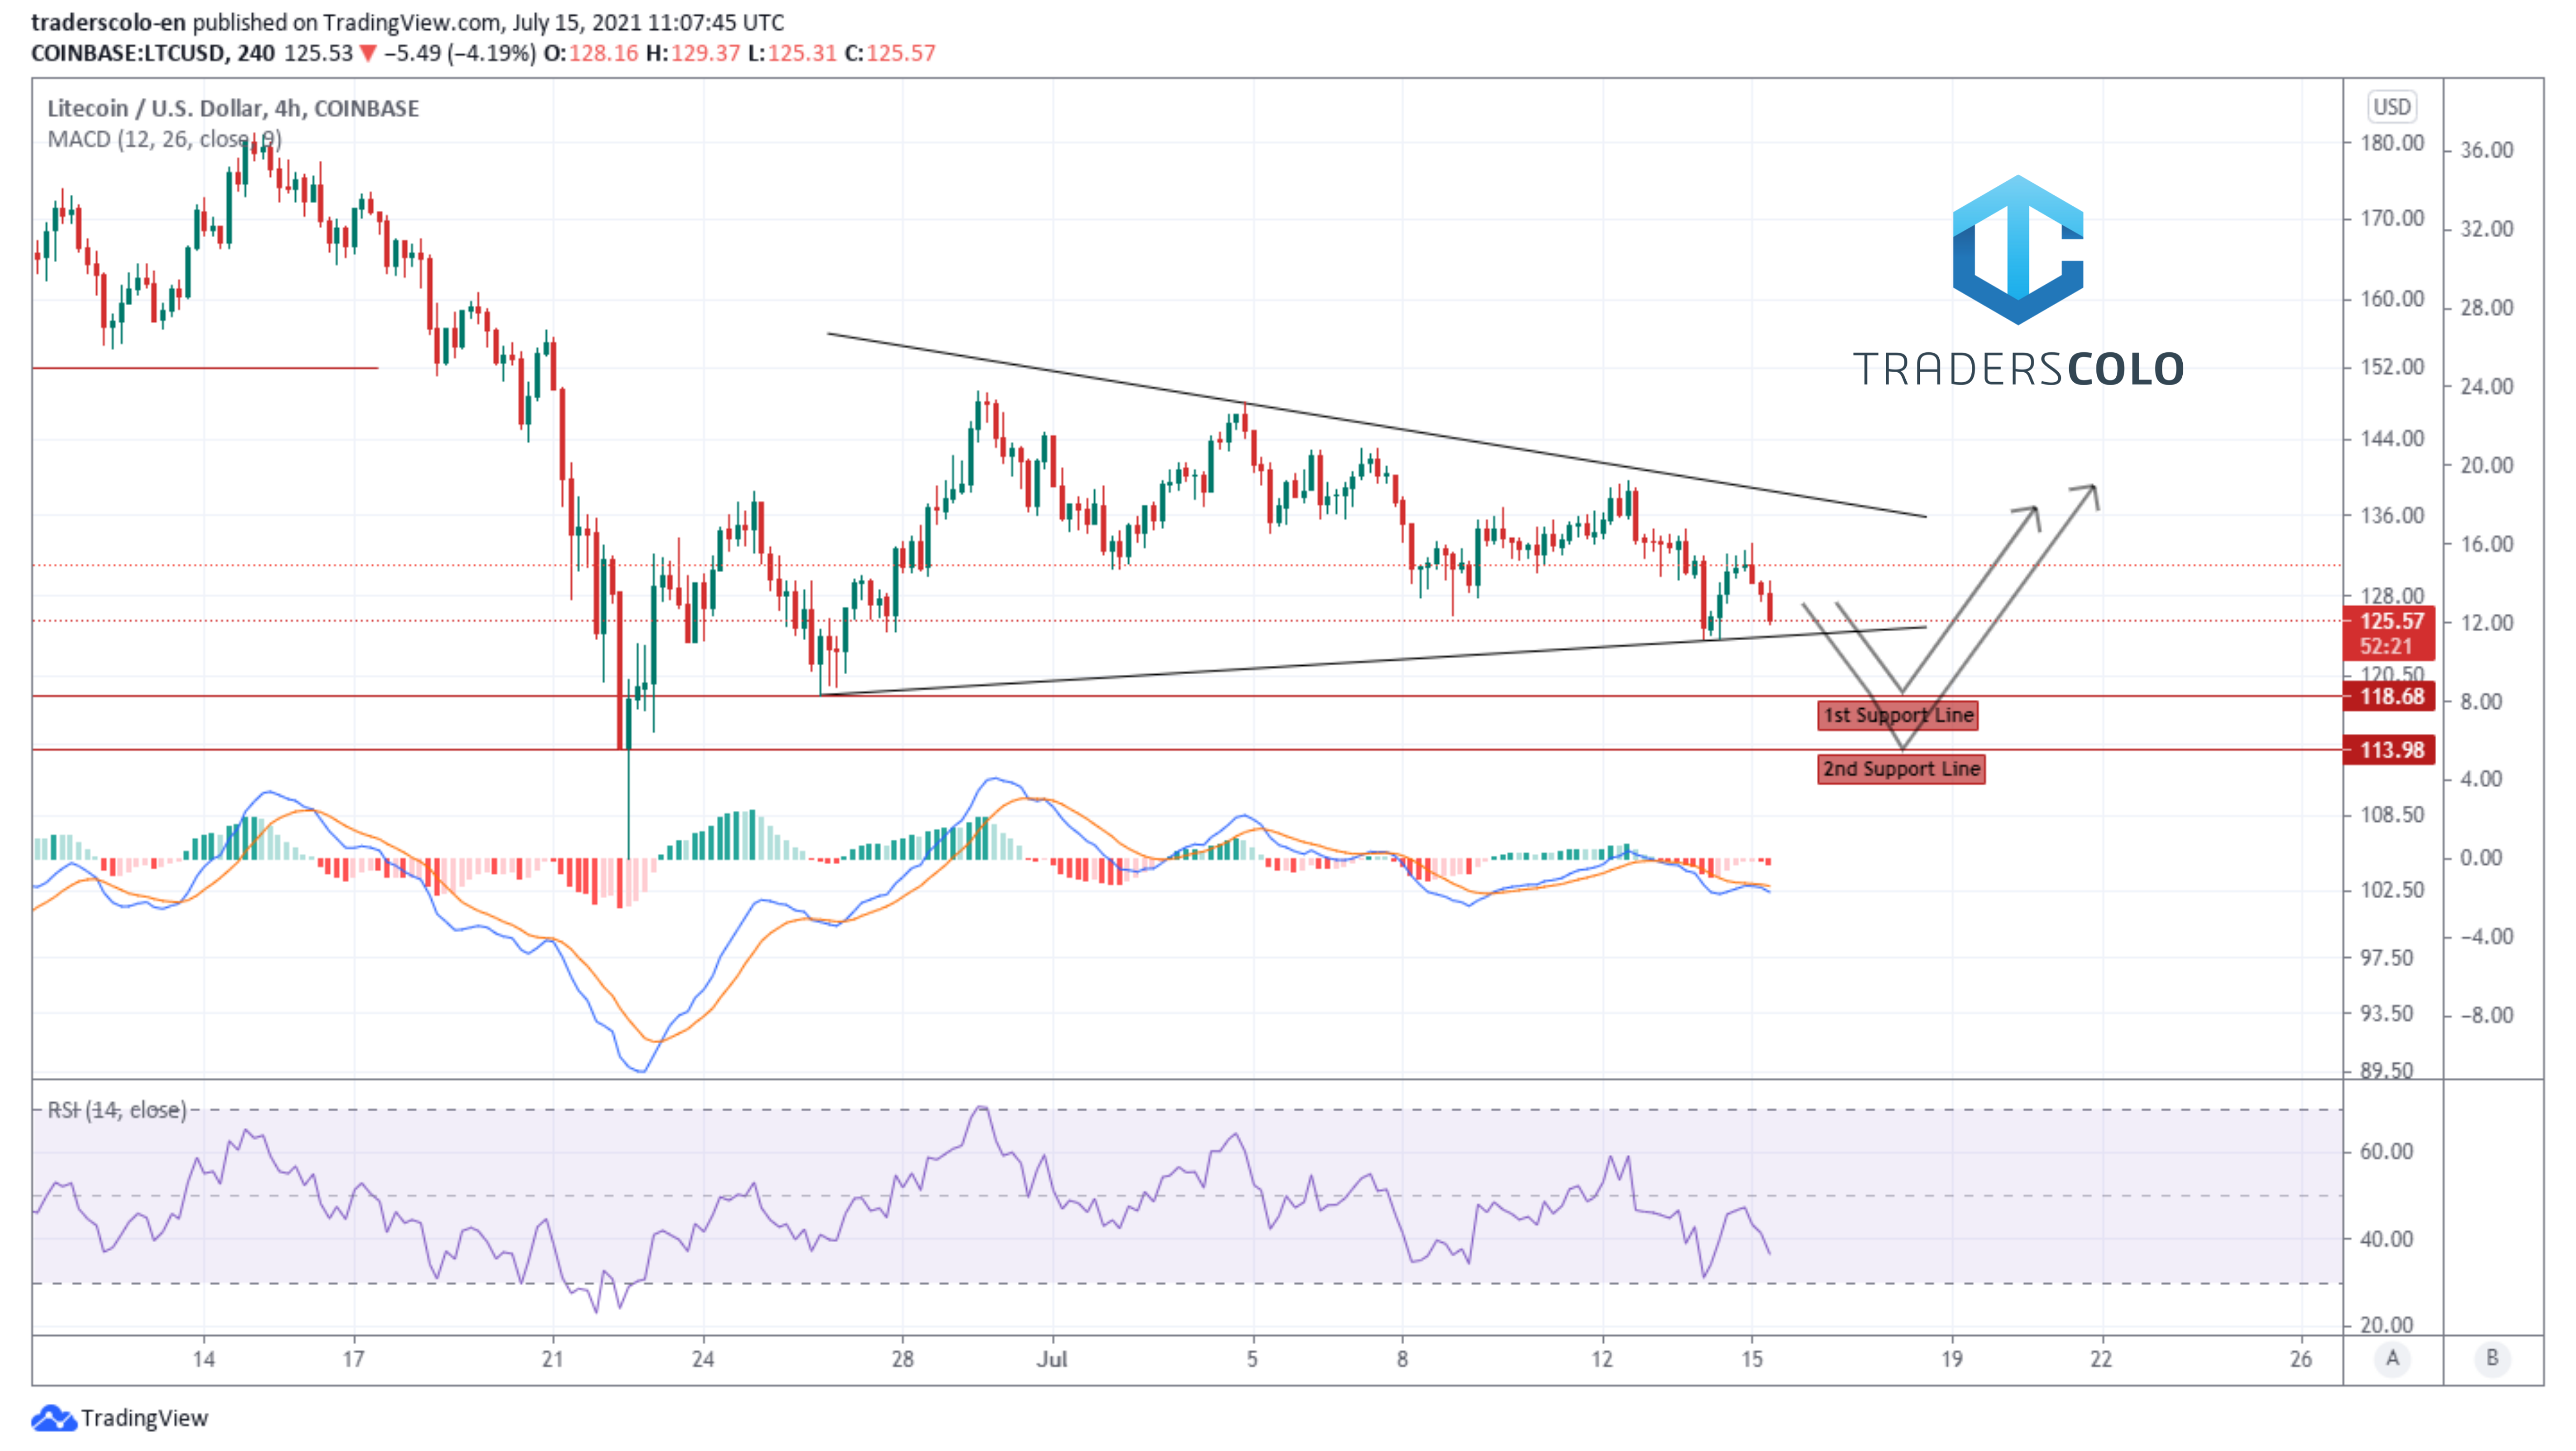 traderscolo-en published on TradingView.com, July 15, 2021 11:07:45 UTC
COINBASE:LTCUSD, 240 125.53 ▼ −5.49 (−4.19%) O:128.16 H:129.37 L:125.31 C:125.57
Litecoin / U.S. Dollar, 4h, COINBASE
MACD (12, 26, close, 9)
USD
180.00
170.00
160.00
152.00
144.00
136.00
128.00
125.57
52:21
120.50
118.68
113.98
108.50
102.50
97.50
93.50
89.50
36.00
32.00
28.00
24.00
20.00
16.00
12.00
8.00
4.00
0.00
−4.00
−8.00
TRADERSCOLO
1st Support Line
2nd Support Line
RSI (14, close)
60.00
40.00
20.00
14 17 21 24 28 Jul 5 8 12 15 19 22 26 A B
TradingView